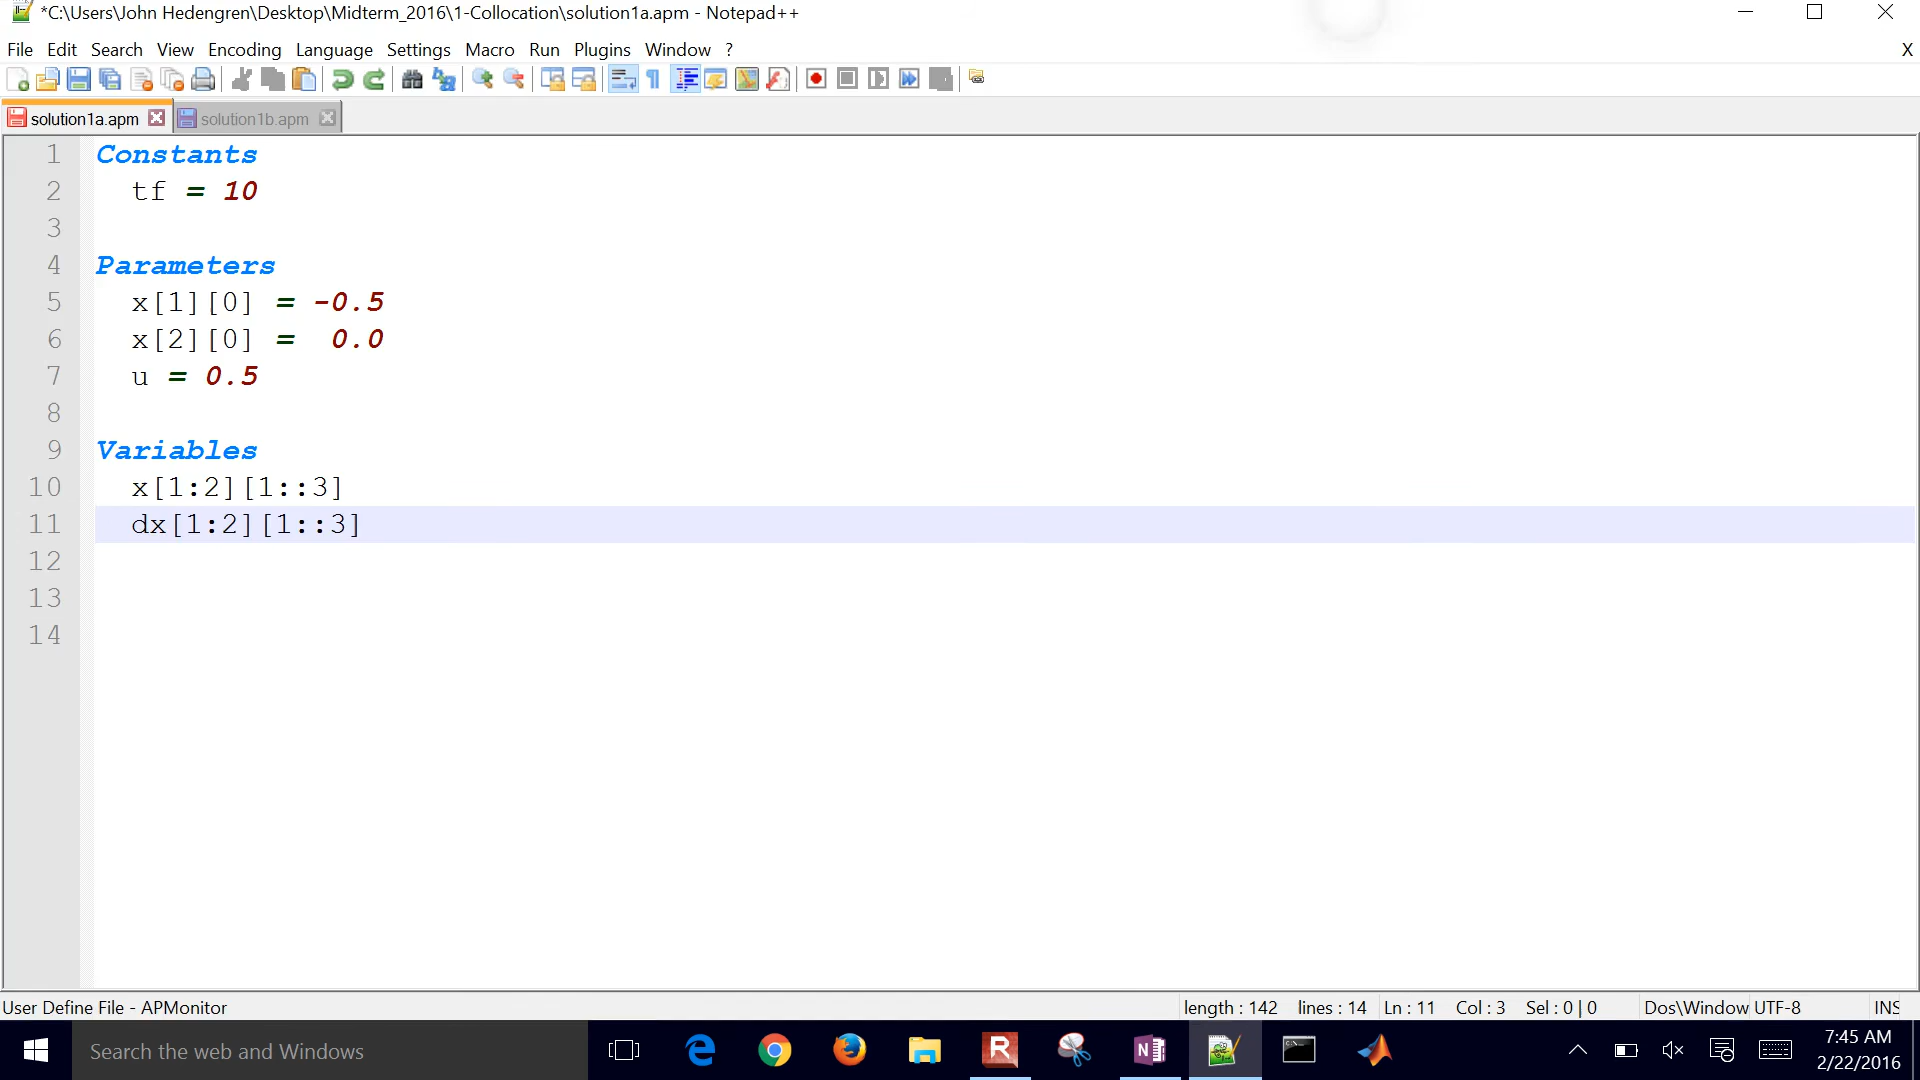 *C:\Users\John Hedengren\Desktop\Midterm_2016\1-Collocation\solution1a.apm - Notepad++
File Edit Search View Encoding Language Settings Macro Run Plugins Window ? X
solution1a.apm solution1b.apm
1 Constants
2 tf = 10
3
4 Parameters
5 x[1][0] = -0.5
6 x[2][0] = 0.0
7 u = 0.5
8
9 Variables
10 x[1:2][1::3]
11 dx[1:2][1::3]
12
13
14
User Define File - APMonitor length : 142 lines : 14 Ln : 11 Col : 3 Sel : 0 | 0 Dos\Window UTF-8 INS
Search the web and Windows
7:45 AM
2/22/2016